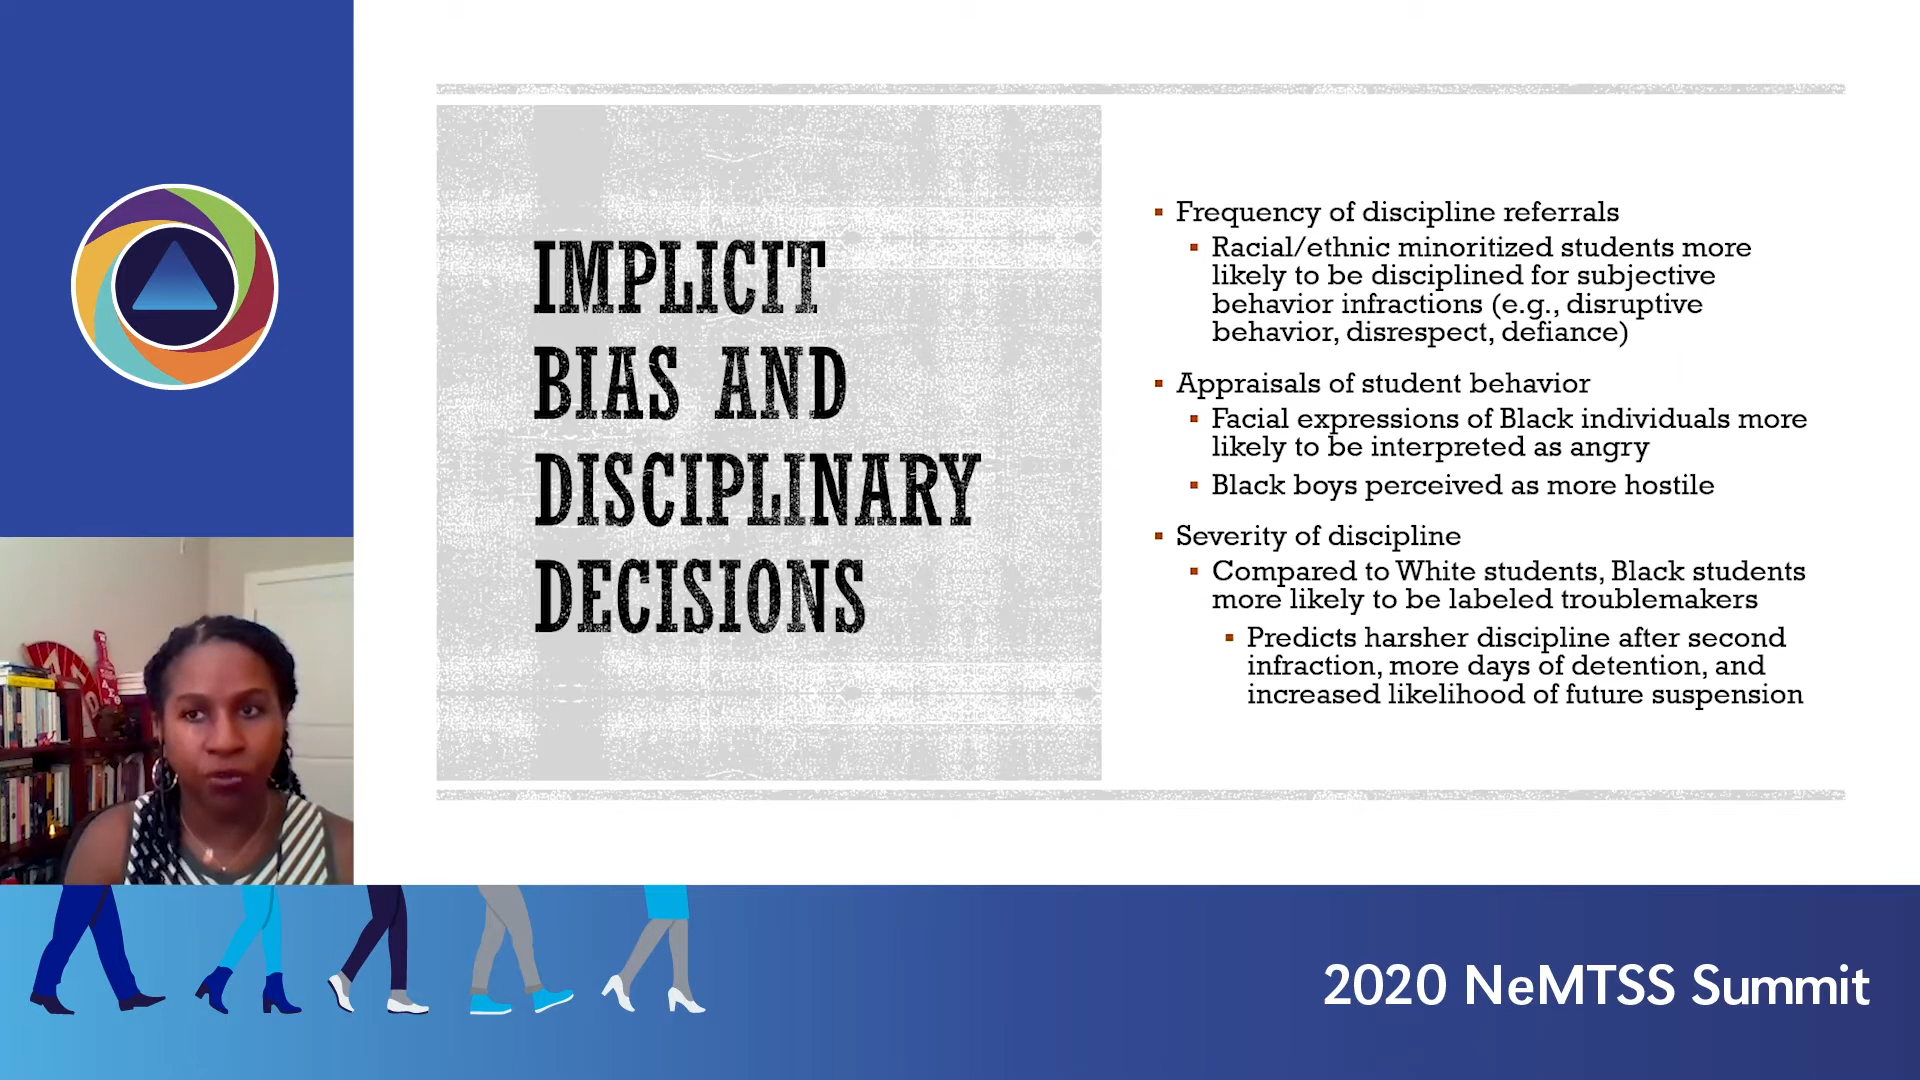 IMPLICIT
BIAS AND
DISCIPLINARY
DECISIONS
Frequency of discipline referrals
Racial/ethnic minoritized students more
likely to be disciplined for subjective
behavior infractions (e.g., disruptive
behavior, disrespect, defiance)
Appraisals of student behavior
Facial expressions of Black individuals more
likely to be interpreted as angry
Black boys perceived as more hostile
Severity of discipline
Compared to White students, Black students
more likely to be labeled troublemakers
Predicts harsher discipline after second
infraction, more days of detention, and
increased likelihood of future suspension
2020 NeMTSS Summit